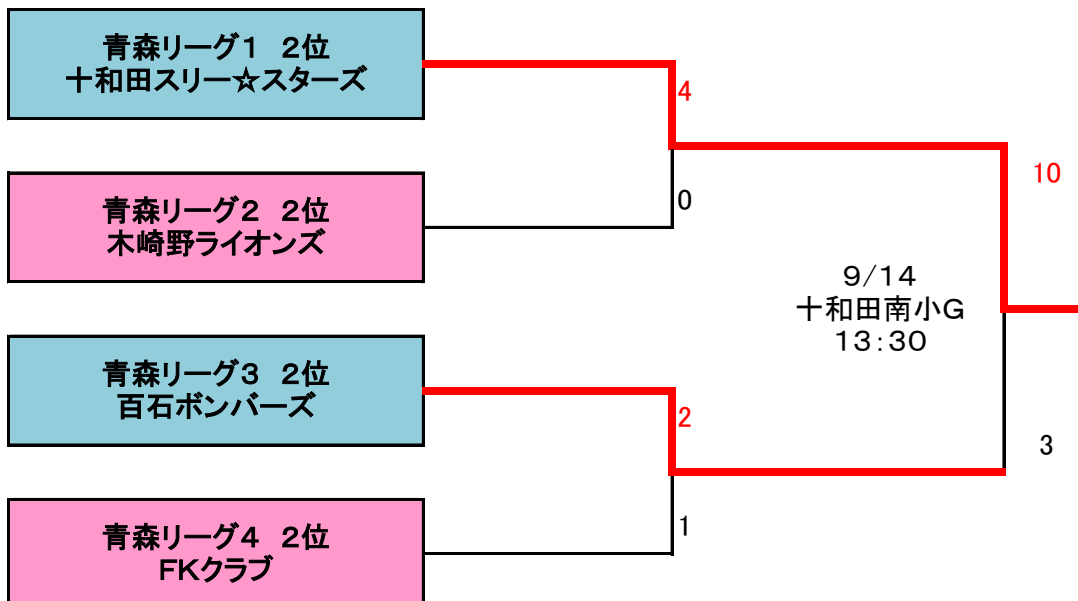 青森リーグ１　２位
十和田スリー☆スターズ
4
10
青森リーグ２　２位
木崎野ライオンズ
0
9/14
十和田南小G
13:30
青森リーグ３　２位
百石ボンバーズ
2
3
青森リーグ４　２位
FKクラブ
1